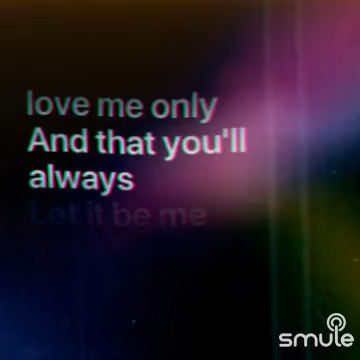 love me only
And that you'll
always
Let it be me
smule